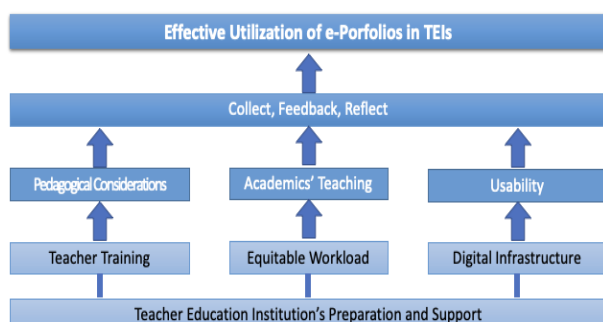 Effective Utilization of e-Porfolios in TEIs
Collect, Feedback, Reflect
Pedagogical Considerations
Academics' Teaching
Usability
Teacher Training
Equitable Workload
Digital Infrastructure
Teacher Education Institution's Preparation and Support